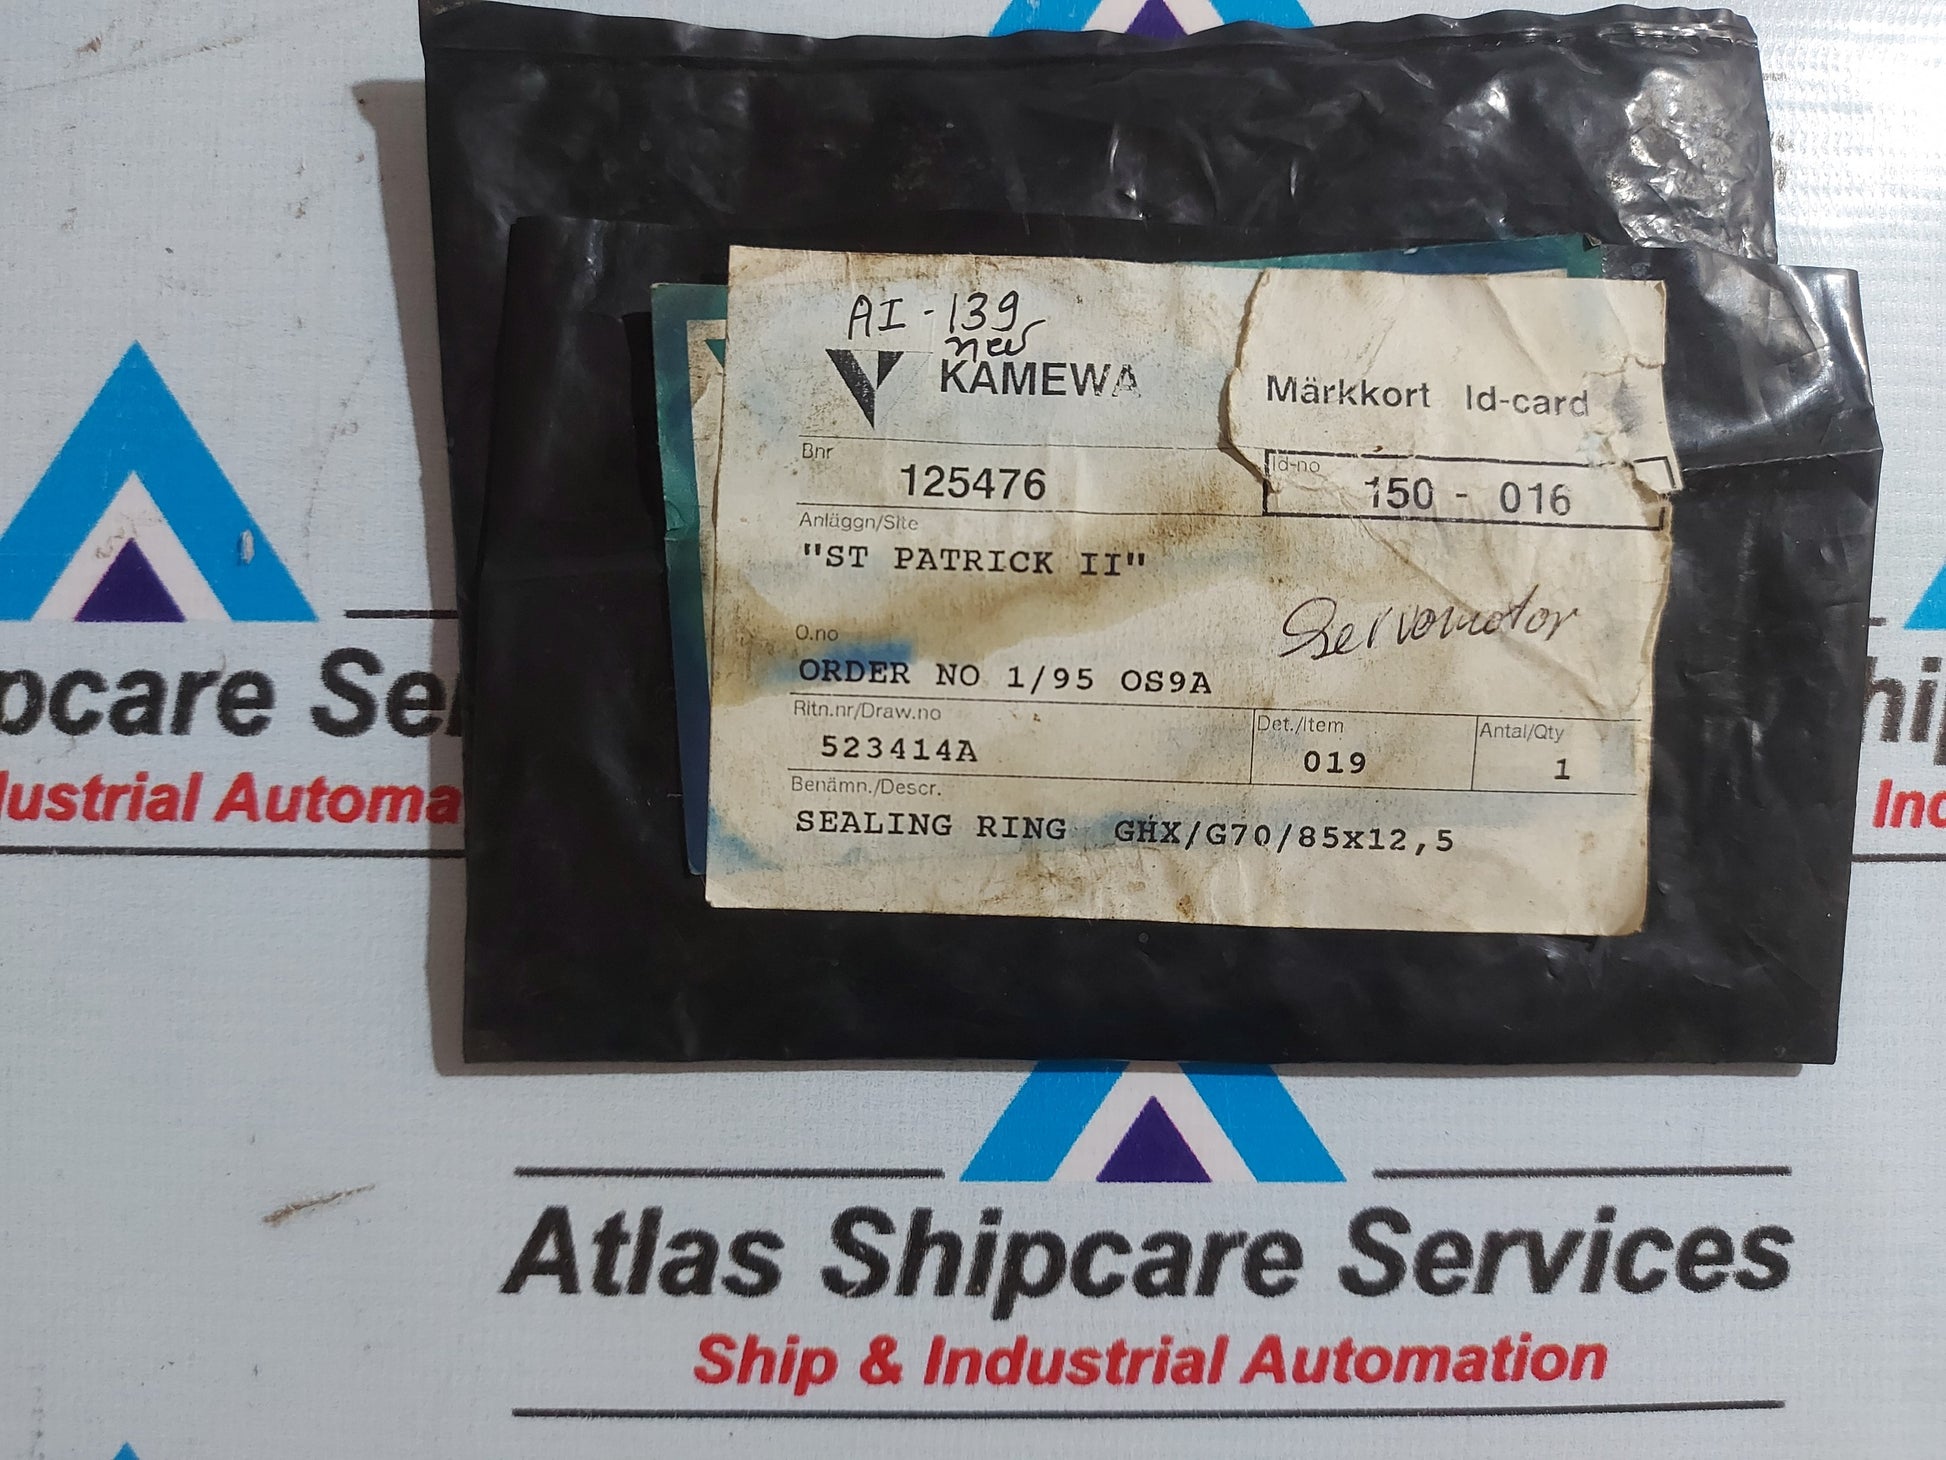 AI-139
new
KAMEWA
Märkkort Id-card
Bnr
125476
Id-no
150 - 016
Anläggn/Site
"ST PATRICK II"
Servomotor
O.no
ORDER NO 1/95 OS9A
Ritn.nr/Draw.no
523414A
Det./Item
019
Antal/Qty
1
Benämn./Descr.
SEALING RING GHX/G70/85x12,5
pcare Se
dustrial Automa
hip
Ind
Atlas Shipcare Services
Ship & Industrial Automation